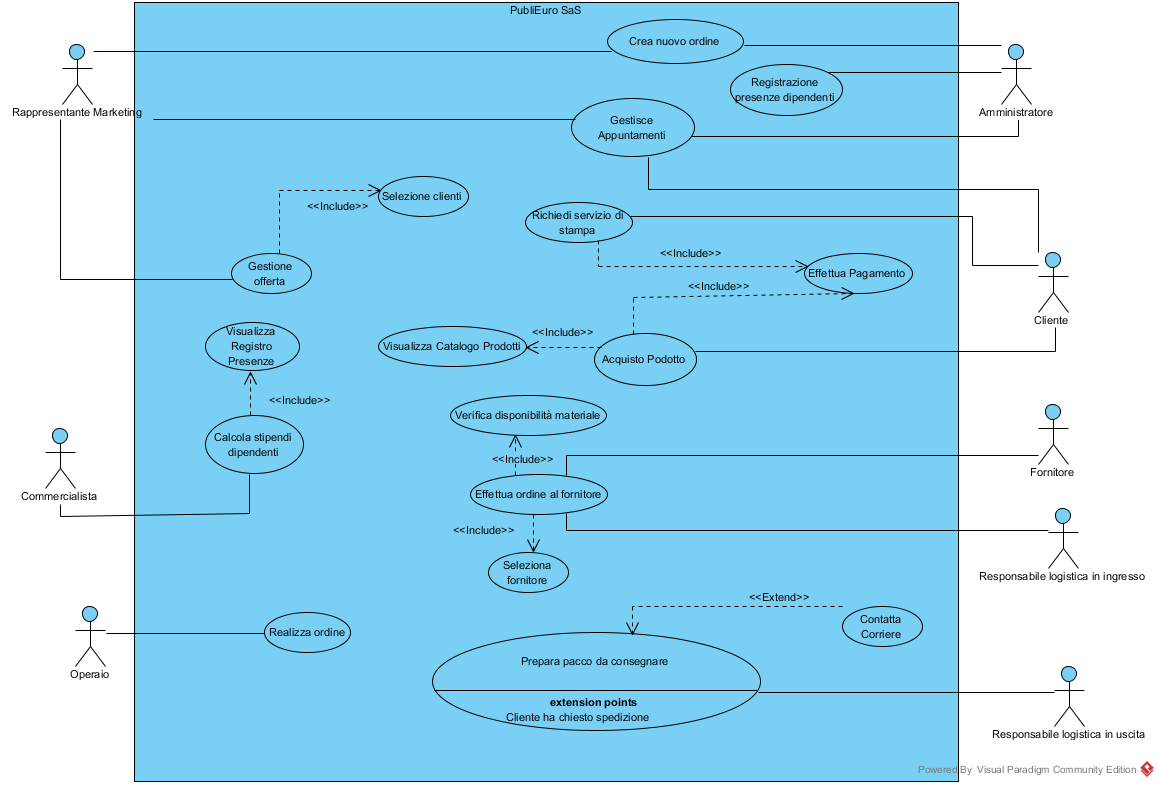 PubliEuro SaS
Crea nuovo ordine
Registrazione
presenze dipendenti
Rappresentante Marketing
Amministratore
Gestisce
Appuntamenti
Selezione clienti
<<Include>>
Richiedi servizio di
stampa
<<Include>>
Gestione
offerta
Effettua Pagamento
<<Include>>
Cliente
Visualizza
Registro
Presenze
<<Include>>
Visualizza Catalogo Prodotti
Acquisto Podotto
<<Include>>
Verifica disponibilità materiale
Calcola stipendi
dipendenti
<<Include>>
Fornitore
Commercialista
Effettua ordine al fornitore
<<Include>>
Seleziona
fornitore
Responsabile logistica in ingresso
<<Extend>>
Contatta
Corriere
Realizza ordine
Operaio
Prepara pacco da consegnare
extension points
Cliente ha chiesto spedizione
Responsabile logistica in uscita
Powered By Visual Paradigm Community Edition